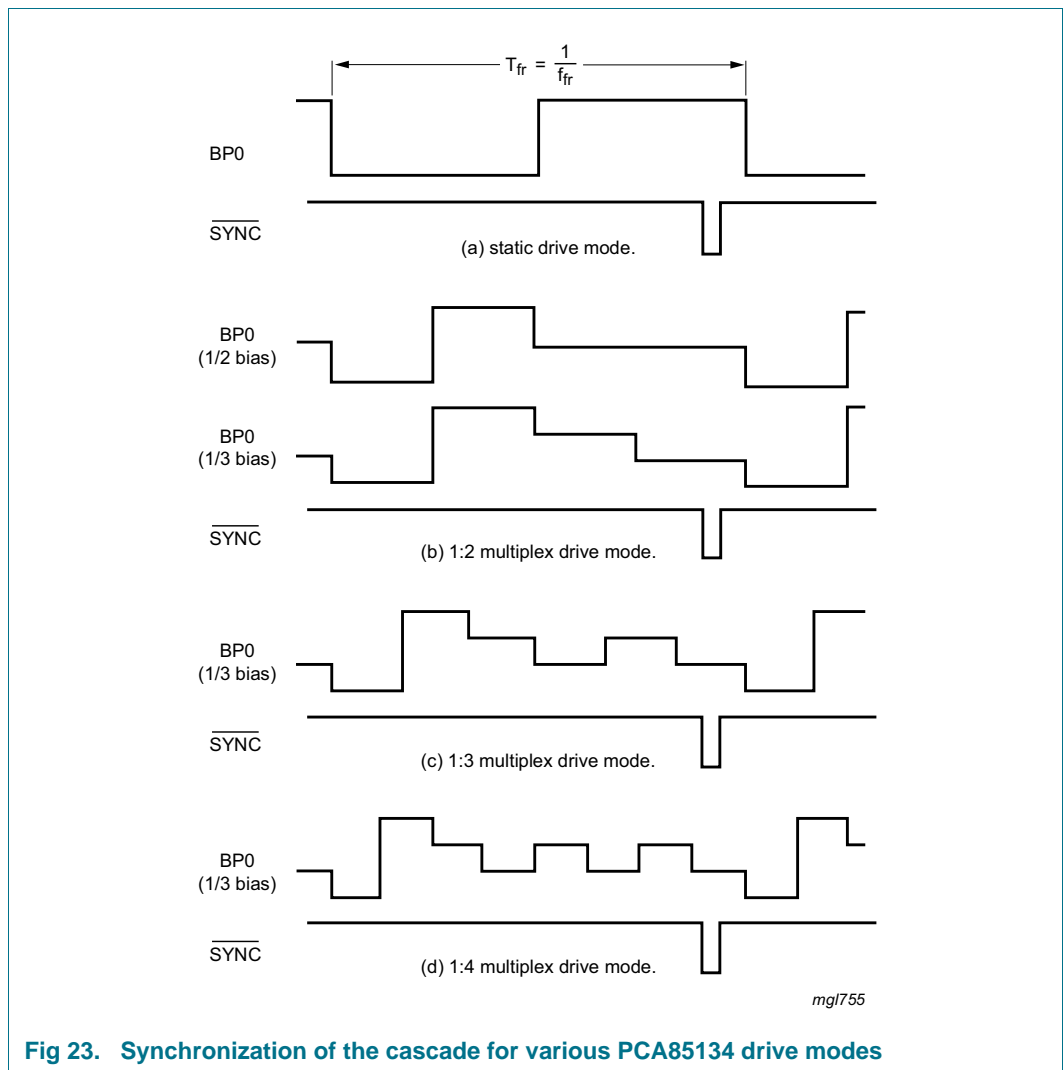 T_fr = 1/f_fr
BP0
SYNC
(a) static drive mode.
BP0
(1/2 bias)
BP0
(1/3 bias)
SYNC
(b) 1:2 multiplex drive mode.
BP0
(1/3 bias)
SYNC
(c) 1:3 multiplex drive mode.
BP0
(1/3 bias)
SYNC
(d) 1:4 multiplex drive mode.
mgl755
Fig 23. Synchronization of the cascade for various PCA85134 drive modes